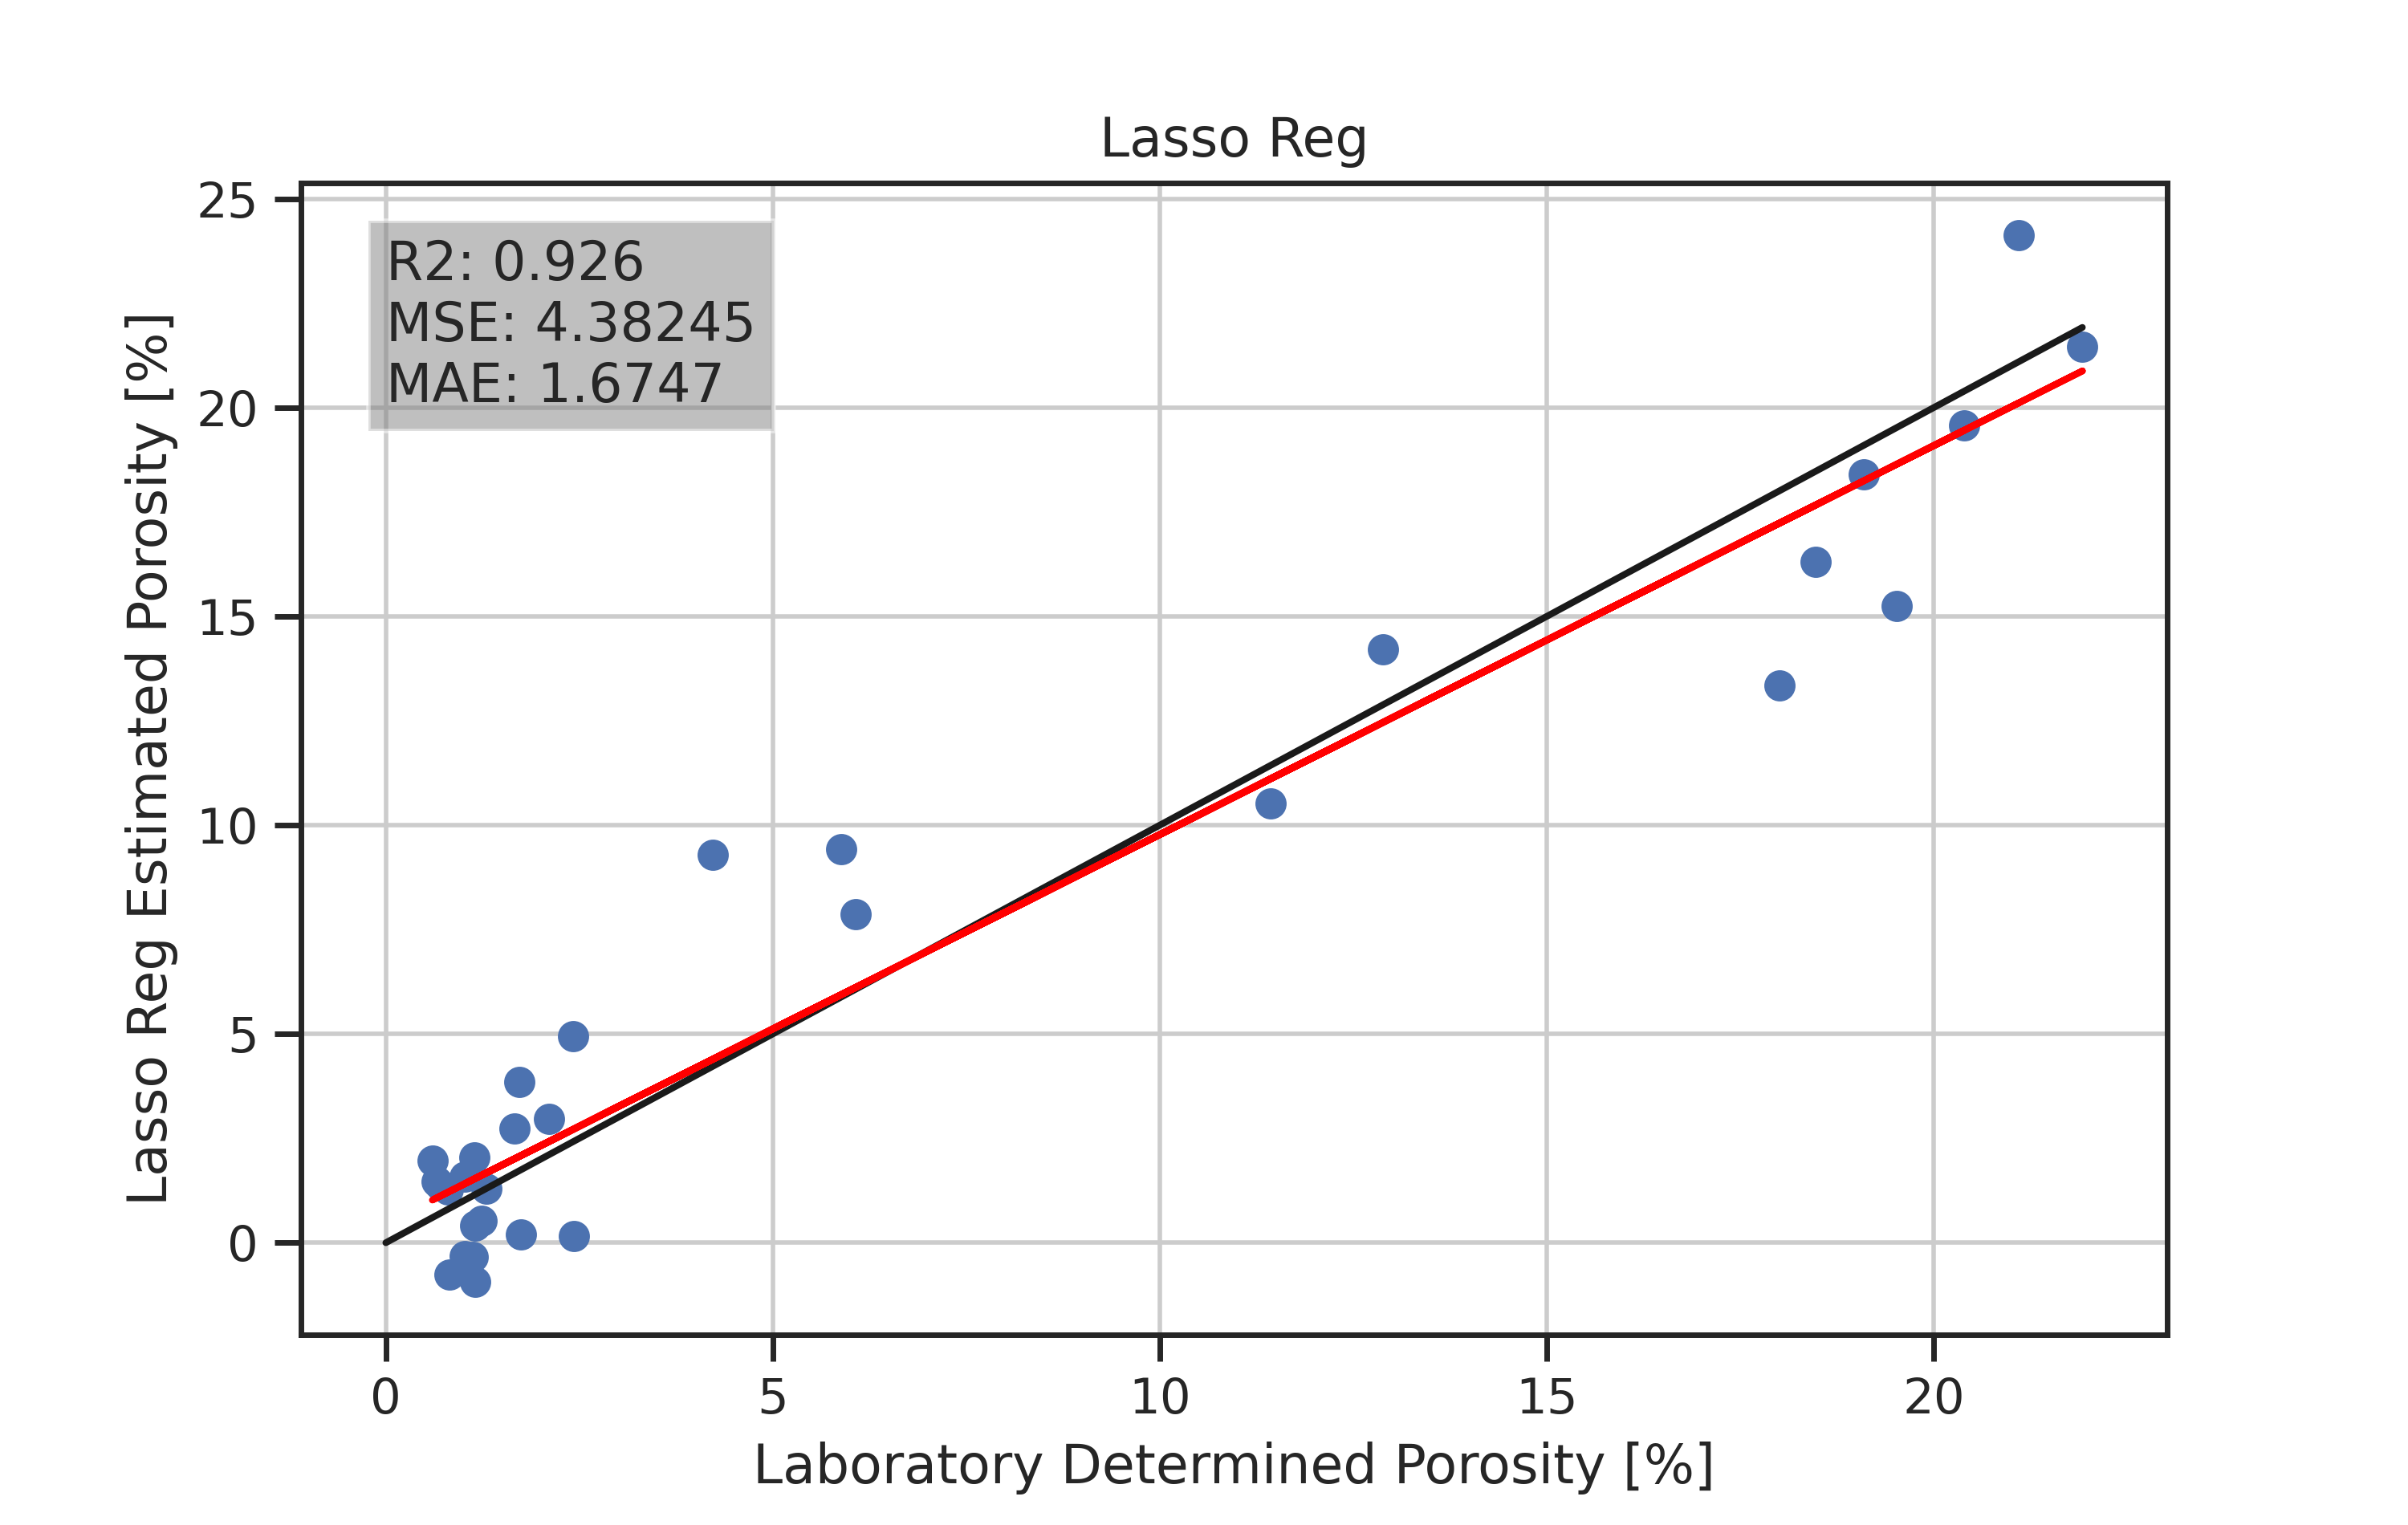 Lasso Reg
25
20
15
10
5
0
R2: 0.926
MSE: 4.38245
MAE: 1.6747
Lasso Reg Estimated Porosity [%]
0 5 10 15 20
Laboratory Determined Porosity [%]